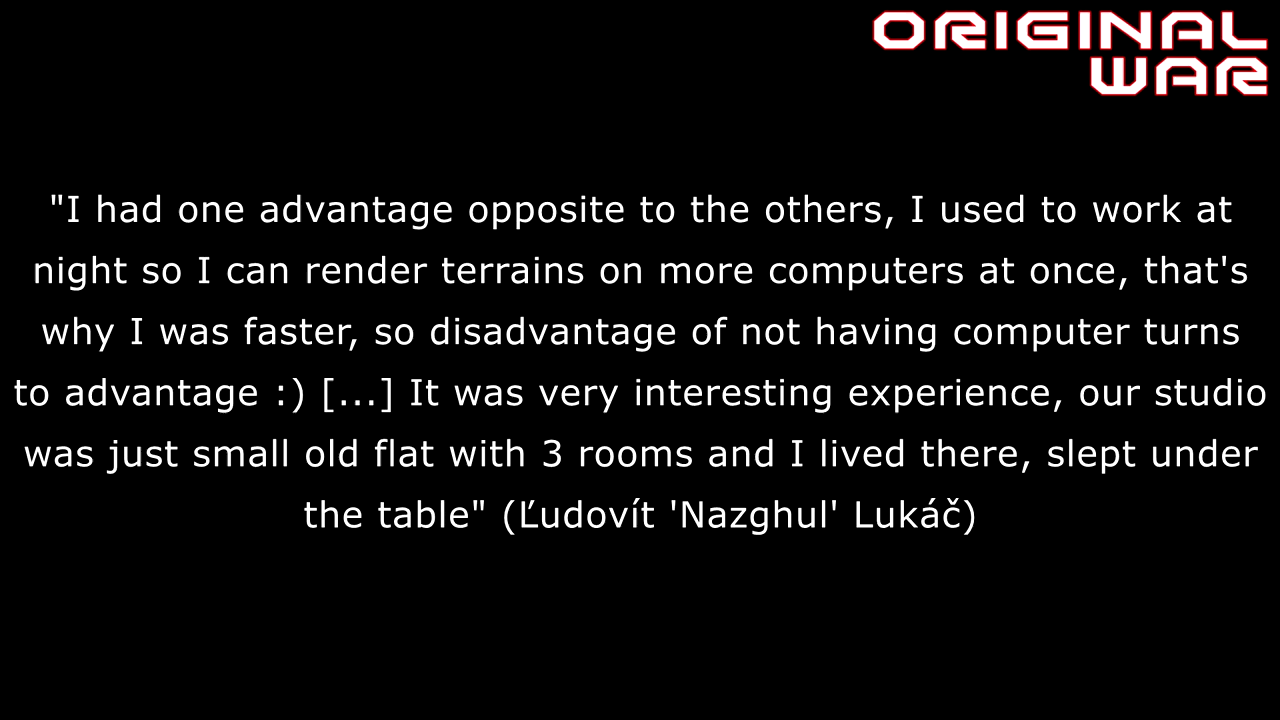 ORIGINAL
WAR
"I had one advantage opposite to the others, I used to work at
night so I can render terrains on more computers at once, that's
why I was faster, so disadvantage of not having computer turns
to advantage :) [...] It was very interesting experience, our studio
was just small old flat with 3 rooms and I lived there, slept under
the table" (Ľudovít 'Nazghul' Lukáč)